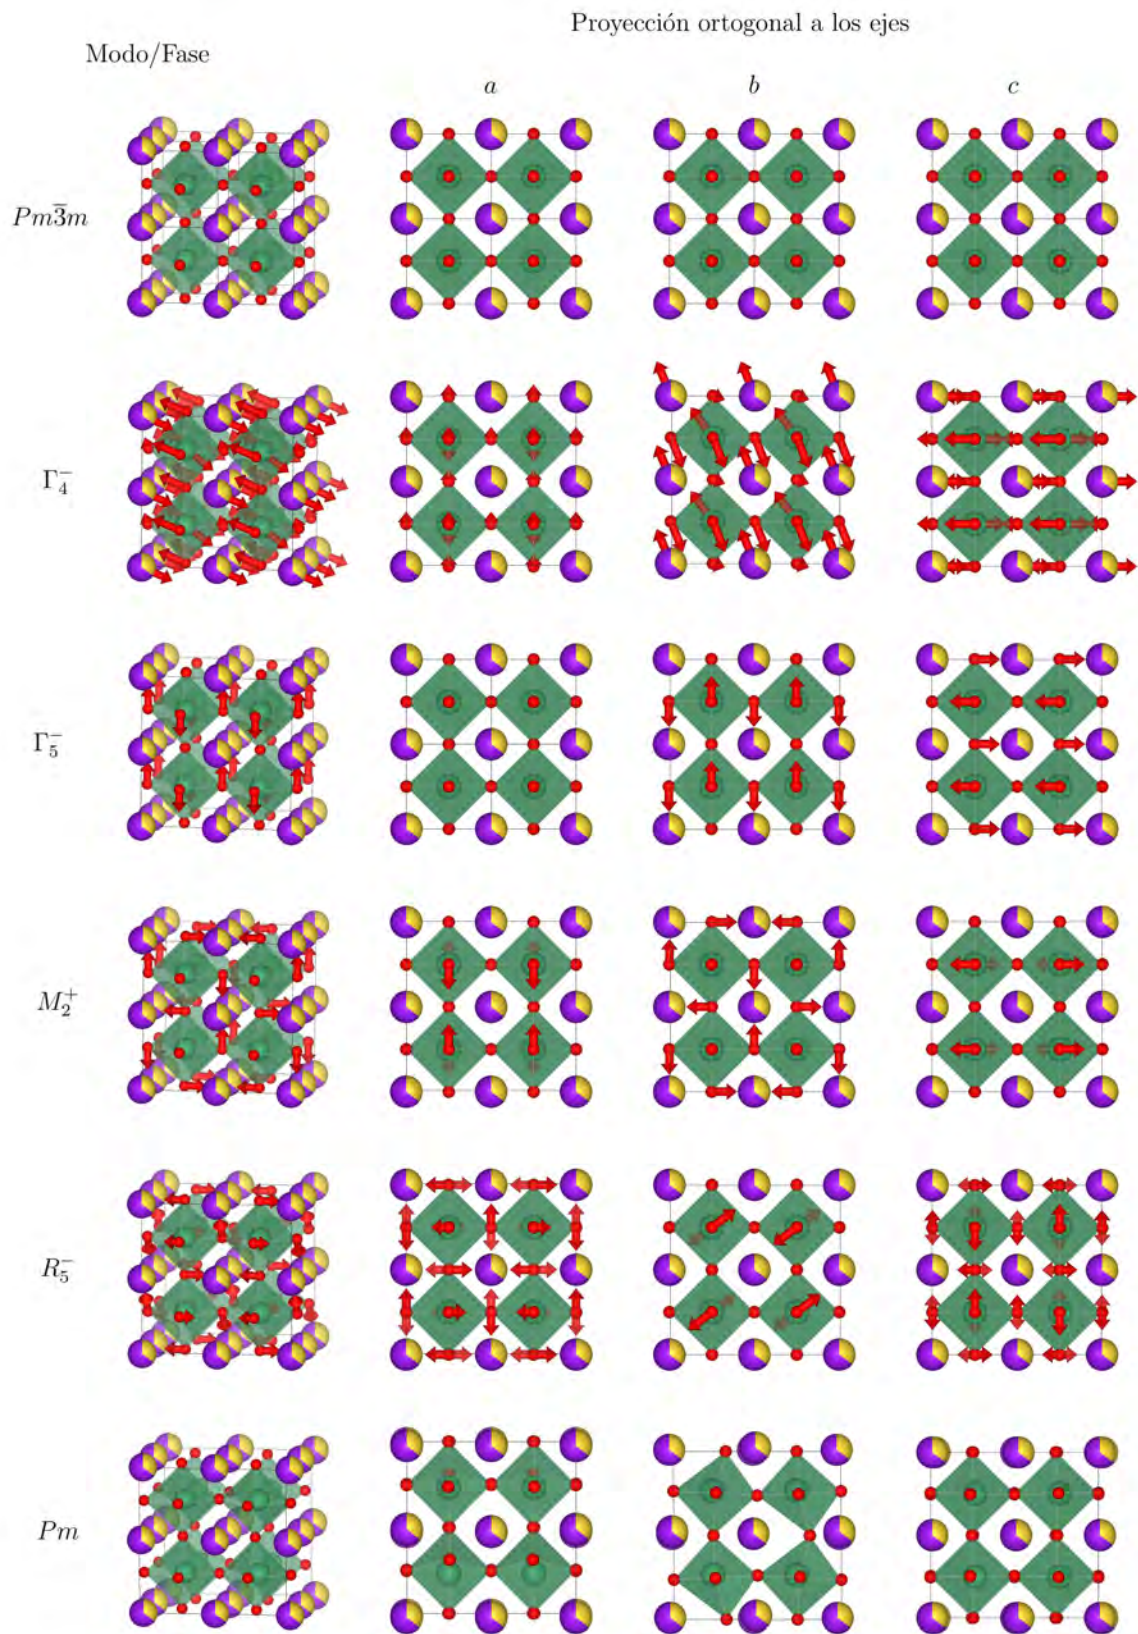 Proyección ortogonal a los ejes
Modo/Fase
a b c
Pm3̅m
Γ₄⁻
Γ₅⁻
M₂⁺
R₅⁻
Pm